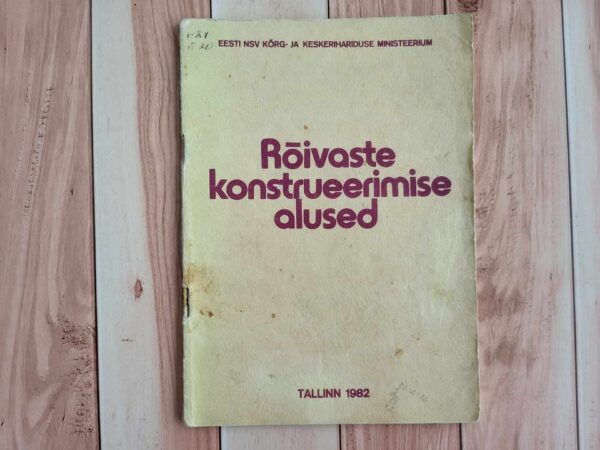 EESTI NSV KÕRG- JA KESKERIHARIDUSE MINISTEERIUM
Rõivaste
konstrueerimise
alused
TALLINN 1982